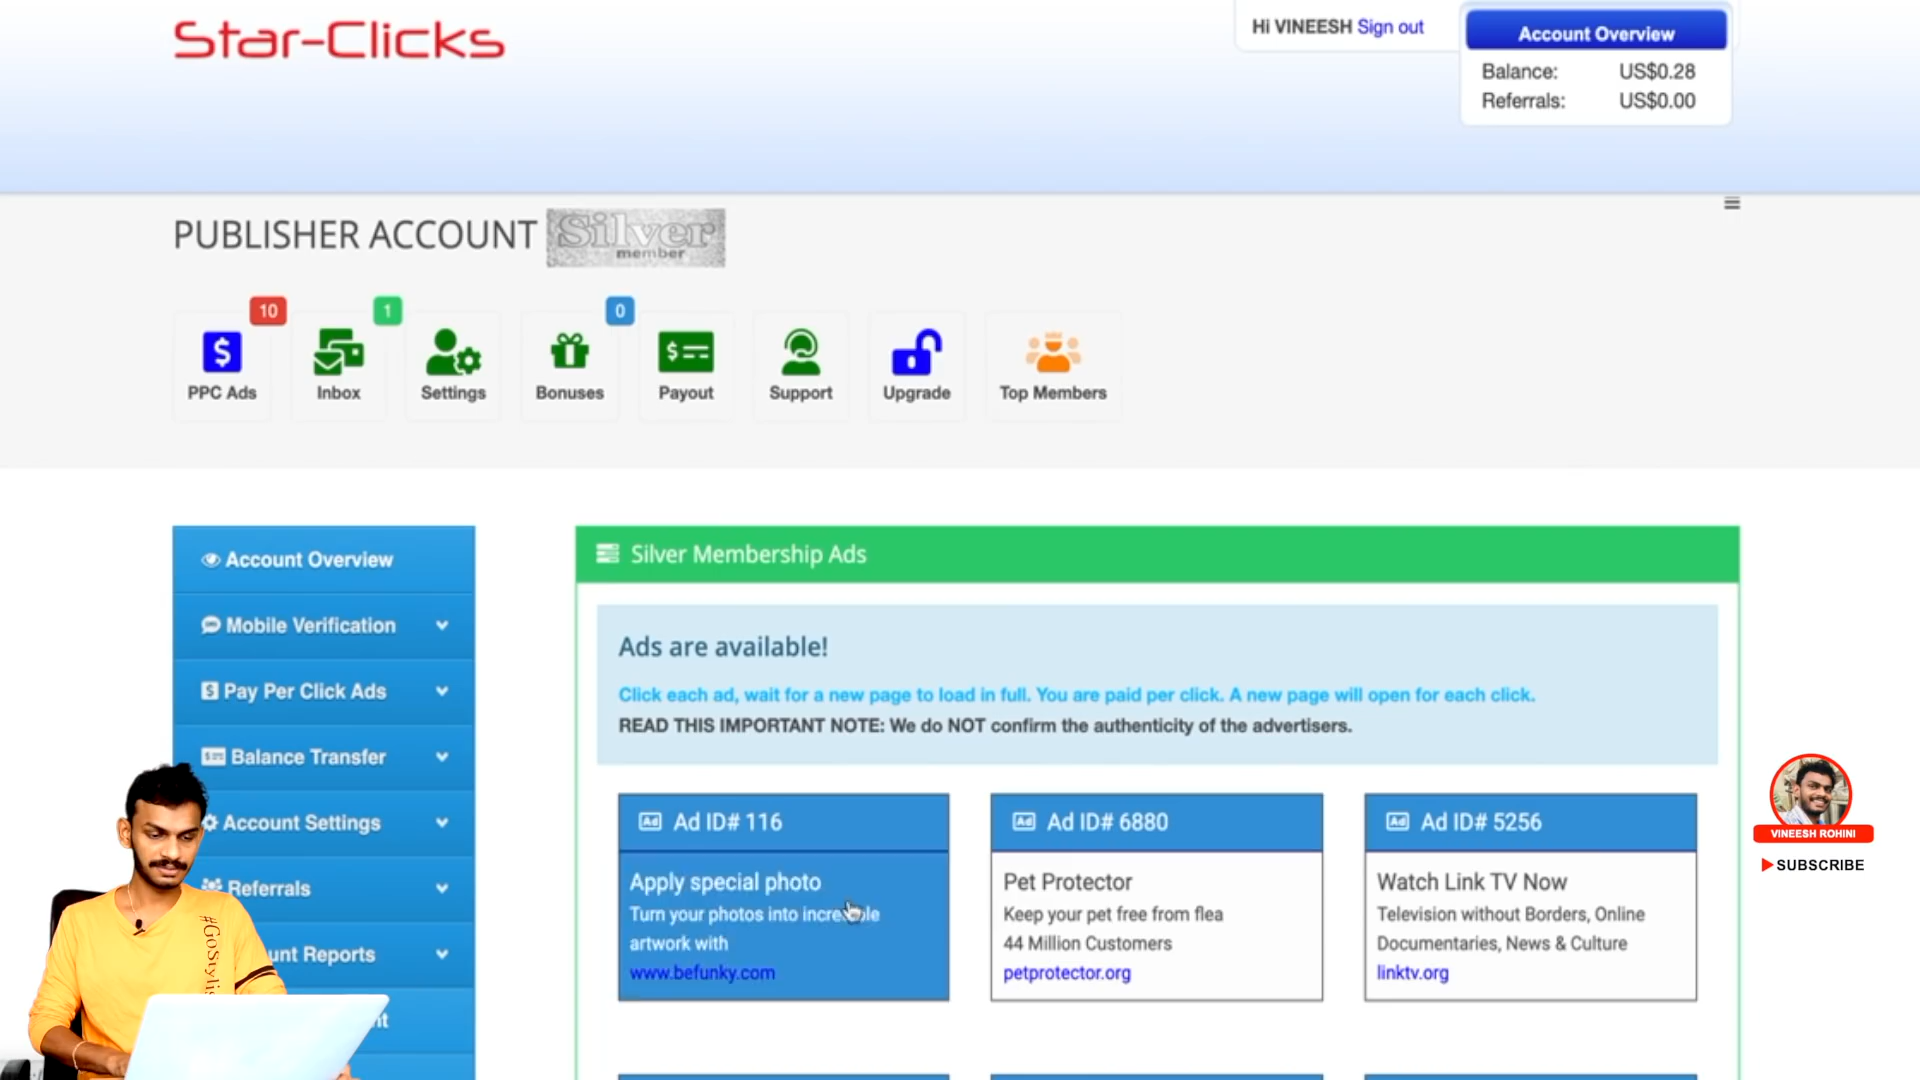 Star-Clicks
Hi VINEESH Sign out
Account Overview
Balance: US$0.28
Referrals: US$0.00
PUBLISHER ACCOUNT
Silver
member
10
1
0
PPC Ads
Inbox
Settings
Bonuses
Payout
Support
Upgrade
Top Members
Account Overview
Mobile Verification
Pay Per Click Ads
Balance Transfer
Account Settings
Referrals
unt Reports
nt
#GoStylis
Silver Membership Ads
Ads are available!
Click each ad, wait for a new page to load in full. You are paid per click. A new page will open for each click.
READ THIS IMPORTANT NOTE: We do NOT confirm the authenticity of the advertisers.
Ad Ad ID# 116
Apply special photo
Turn your photos into incredible
artwork with
www.befunky.com
Ad Ad ID# 6880
Pet Protector
Keep your pet free from flea
44 Million Customers
petprotector.org
Ad Ad ID# 5256
Watch Link TV Now
Television without Borders, Online
Documentaries, News & Culture
linktv.org
VINEESH ROHINI
SUBSCRIBE